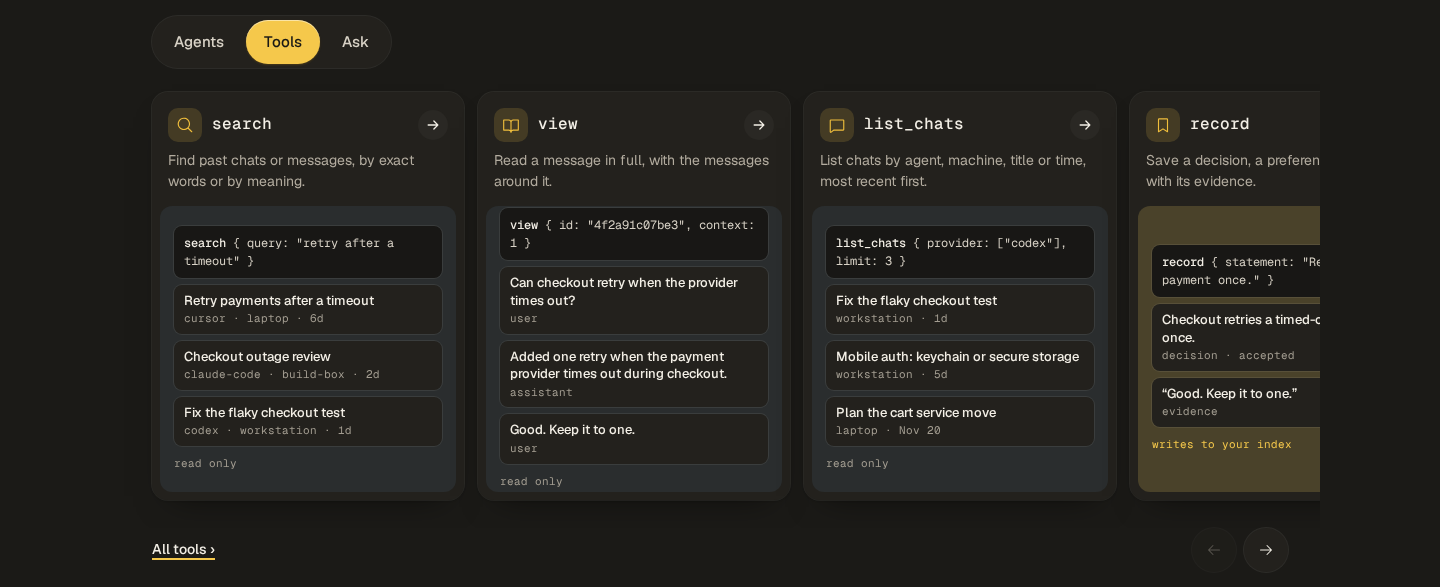 Agents
Tools
Ask
search
Find past chats or messages, by exact
words or by meaning.
search { query: "retry after a
timeout" }
Retry payments after a timeout
cursor · laptop · 6d
Checkout outage review
claude-code · build-box · 2d
Fix the flaky checkout test
codex · workstation · 1d
read only
view
Read a message in full, with the messages
around it.
view { id: "4f2a91c07be3", context:
1 }
Can checkout retry when the provider
times out?
user
Added one retry when the payment
provider times out during checkout.
assistant
Good. Keep it to one.
user
read only
list_chats
List chats by agent, machine, title or time,
most recent first.
list_chats { provider: ["codex"],
limit: 3 }
Fix the flaky checkout test
workstation · 1d
Mobile auth: keychain or secure storage
workstation · 5d
Plan the cart service move
laptop · Nov 20
read only
record
Save a decision, a preferen
with its evidence.
record { statement: "Re
payment once." }
Checkout retries a timed-o
once.
decision · accepted
“Good. Keep it to one.”
evidence
writes to your index
All tools ›